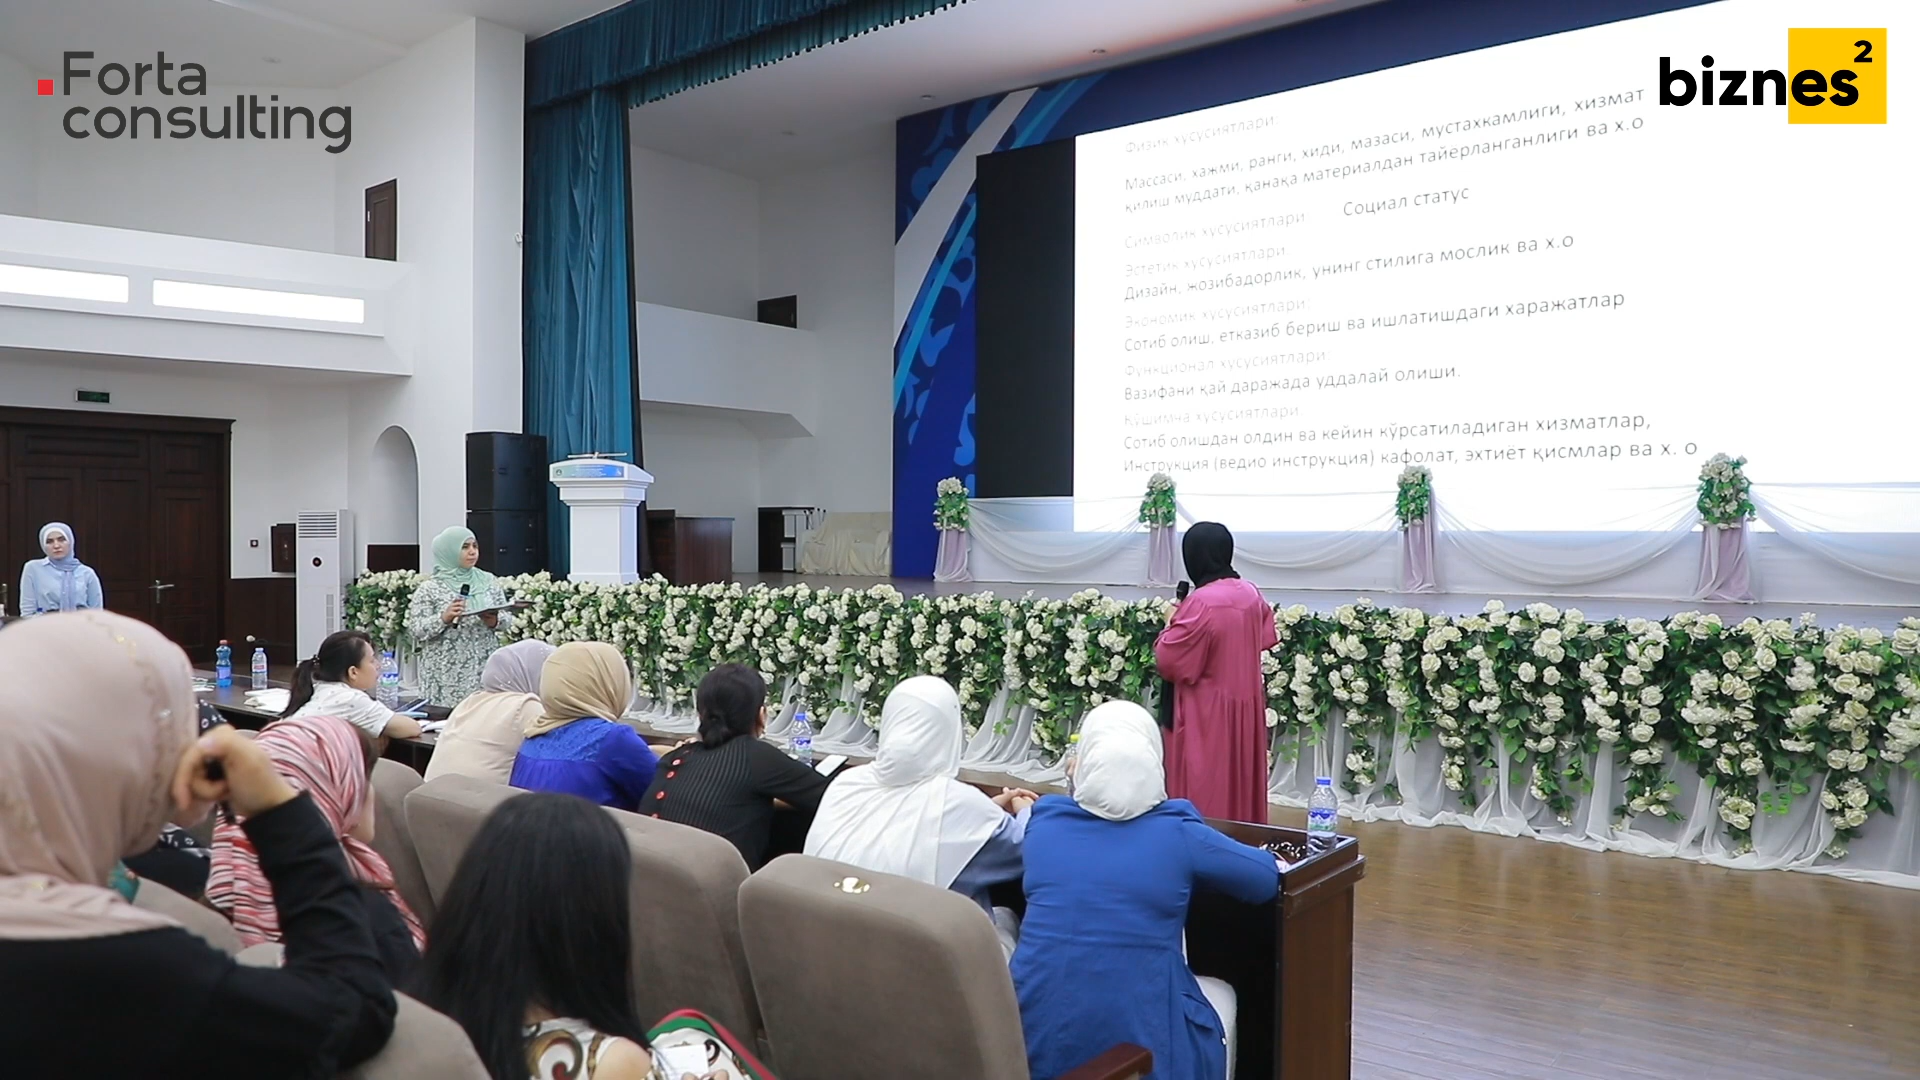 Forta
consulting
biznes²
Физик хусусиятлари:
Массаси, хажми, ранги, хиди, мазаси, мустахкамлиги, хизмат
қилиш муддати, қанақа материалдан тайерланганлиги ва х.о
Символик хусусиятлари: Социал статус
Эстетик хусусиятлари:
Дизайн, жозибадорлик, унинг стилига мослик ва х.о
Экономик хусусиятлари:
Сотиб олиш, етказиб бериш ва ишлатишдаги харажатлар
Функционал хусусиятлари:
Вазифани қай даражада уддалай олиши.
Қўшимча хусусиятлари:
Сотиб олишдан олдин ва кейин кўрсатиладиган хизматлар,
Инструкция (ведио инструкция) кафолат, эхтиёт қисмлар ва х. о